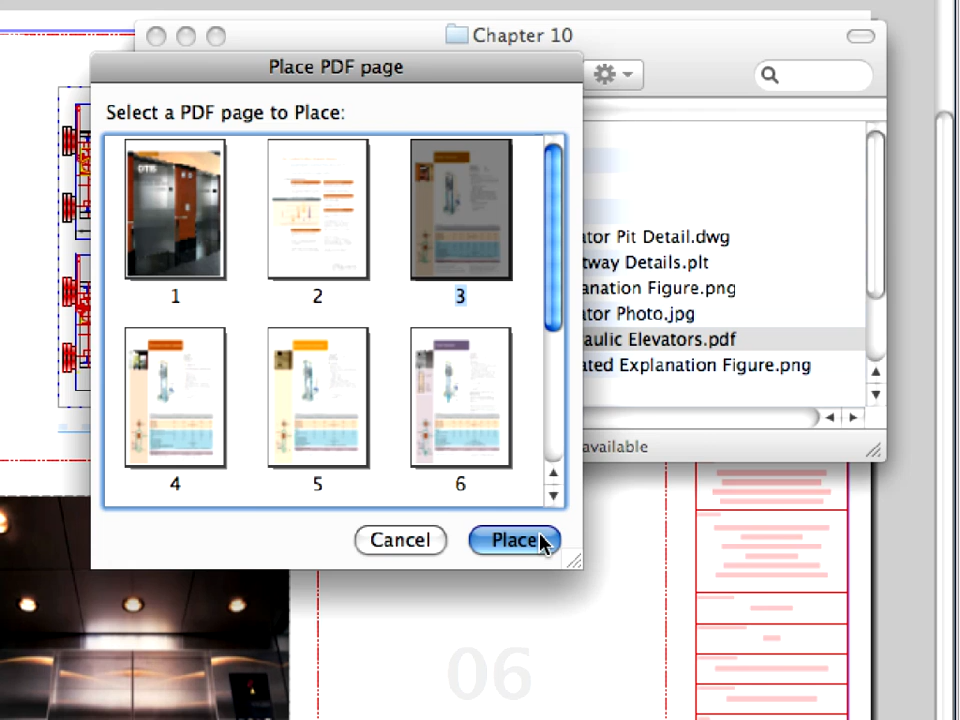 Chapter 10
Place PDF page
Select a PDF page to Place:
OTIS
1
2
3
ator Pit Detail.dwg
tway Details.plt
anation Figure.png
ator Photo.jpg
aulic Elevators.pdf
ated Explanation Figure.png
4
5
6
available
Cancel
Place
06